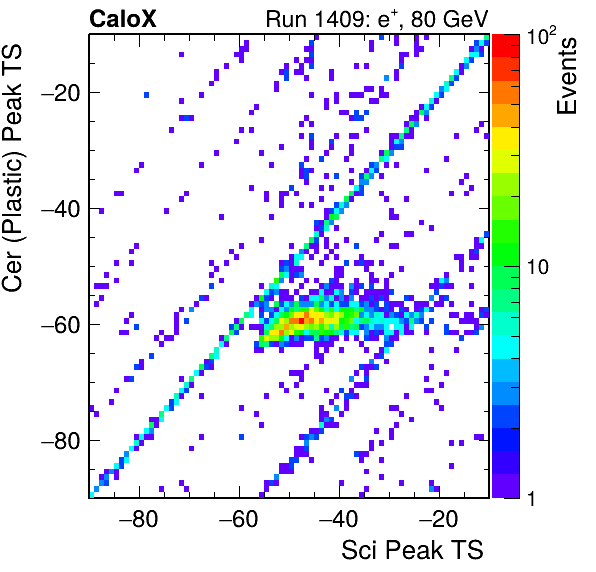 CaloX
Run 1409: e+, 80 GeV
Cer (Plastic) Peak TS
−20
−40
−60
−80
−80
−60
−40
−20
Sci Peak TS
10²
10
1
Events